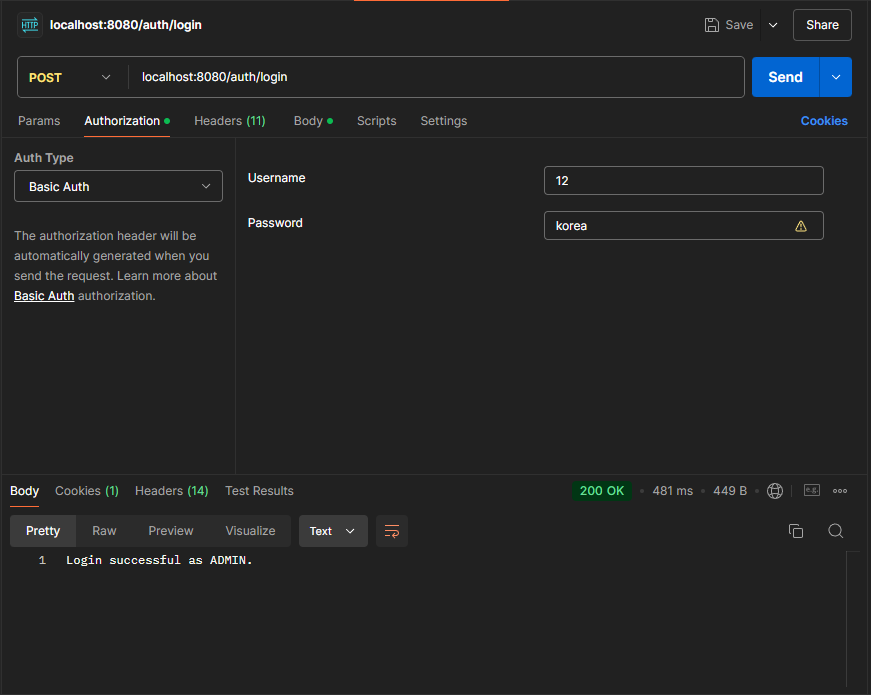 HTTP localhost:8080/auth/login Save Share
POST localhost:8080/auth/login Send
Params Authorization Headers (11) Body Scripts Settings Cookies
Auth Type
Basic Auth
The authorization header will be
automatically generated when you
send the request. Learn more about
Basic Auth authorization.
Username 12
Password korea
Body Cookies (1) Headers (14) Test Results 200 OK • 481 ms • 449 B • e.g.
Pretty Raw Preview Visualize Text
1 Login successful as ADMIN.